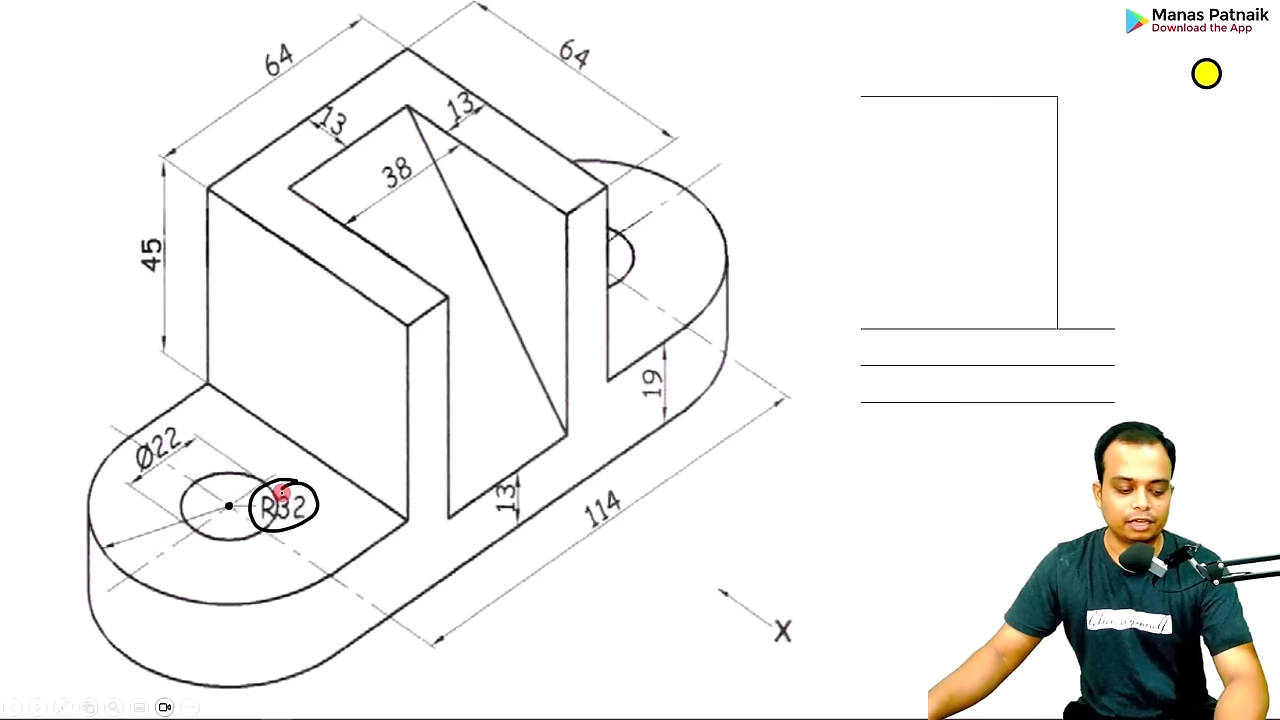 Manas Patnaik
Download the App
64
64
13
13
38
45
19
Ø22
R32
13
114
X